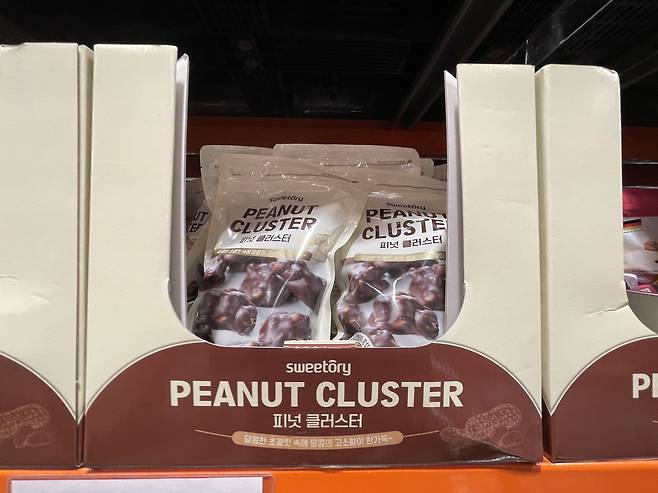 sweetory
PEANUT
CLUSTER
피넛 클러스터
sweetory
PEANUT
CLUSTER
피넛 클러스터
sweetory
PEANUT CLUSTER
피넛 클러스터
달콤한 초콜릿 속에 땅콩의 고소함이 한가득~
P